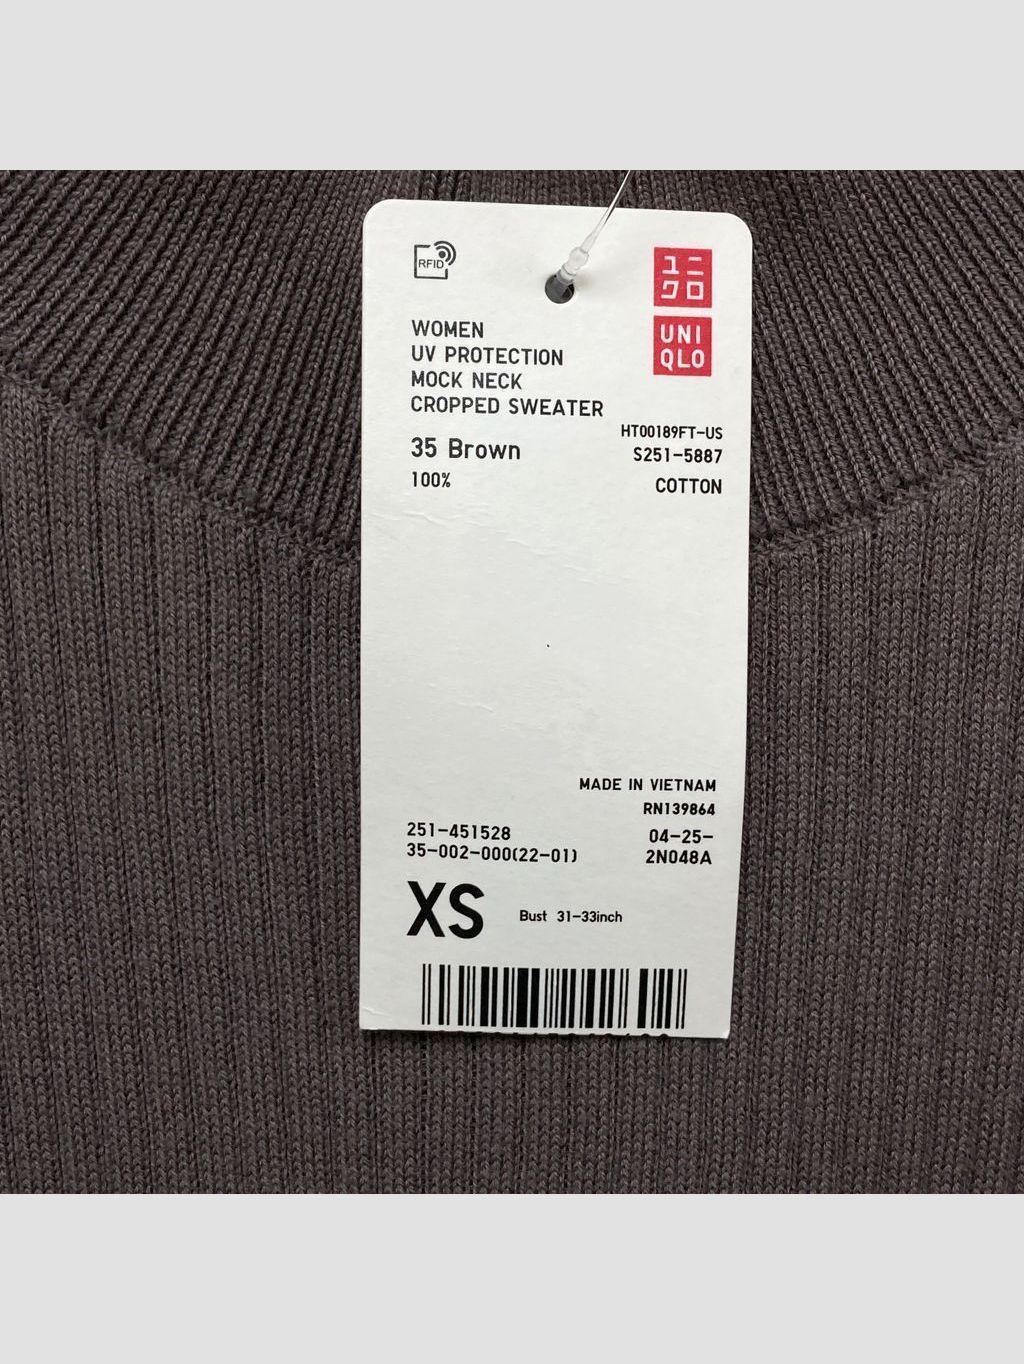 RFID
ユニ
クロ
UNI
QLO
WOMEN
UV PROTECTION
MOCK NECK
CROPPED SWEATER
HT00189FT-US
35 Brown
S251-5887
100% COTTON
MADE IN VIETNAM
RN139864
251-451528 04-25-
35-002-000(22-01) 2N048A
XS Bust 31-33inch